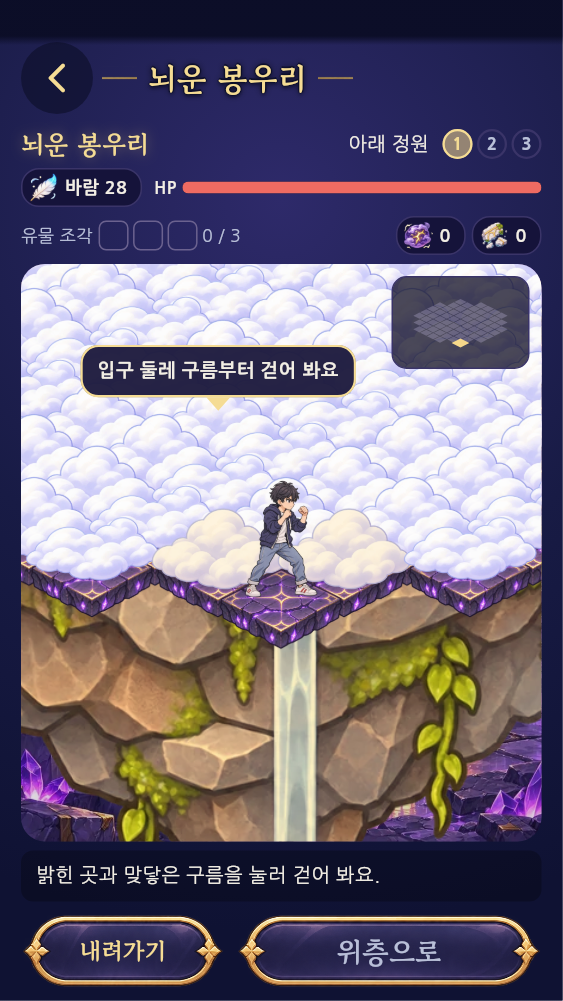 뇌운 봉우리
뇌운 봉우리
아래 정원 1 2 3
바람 28 HP
유물 조각 0 / 3 0 0
입구 둘레 구름부터 걷어 봐요
밝힌 곳과 맞닿은 구름을 눌러 걷어 봐요.
내려가기 위층으로